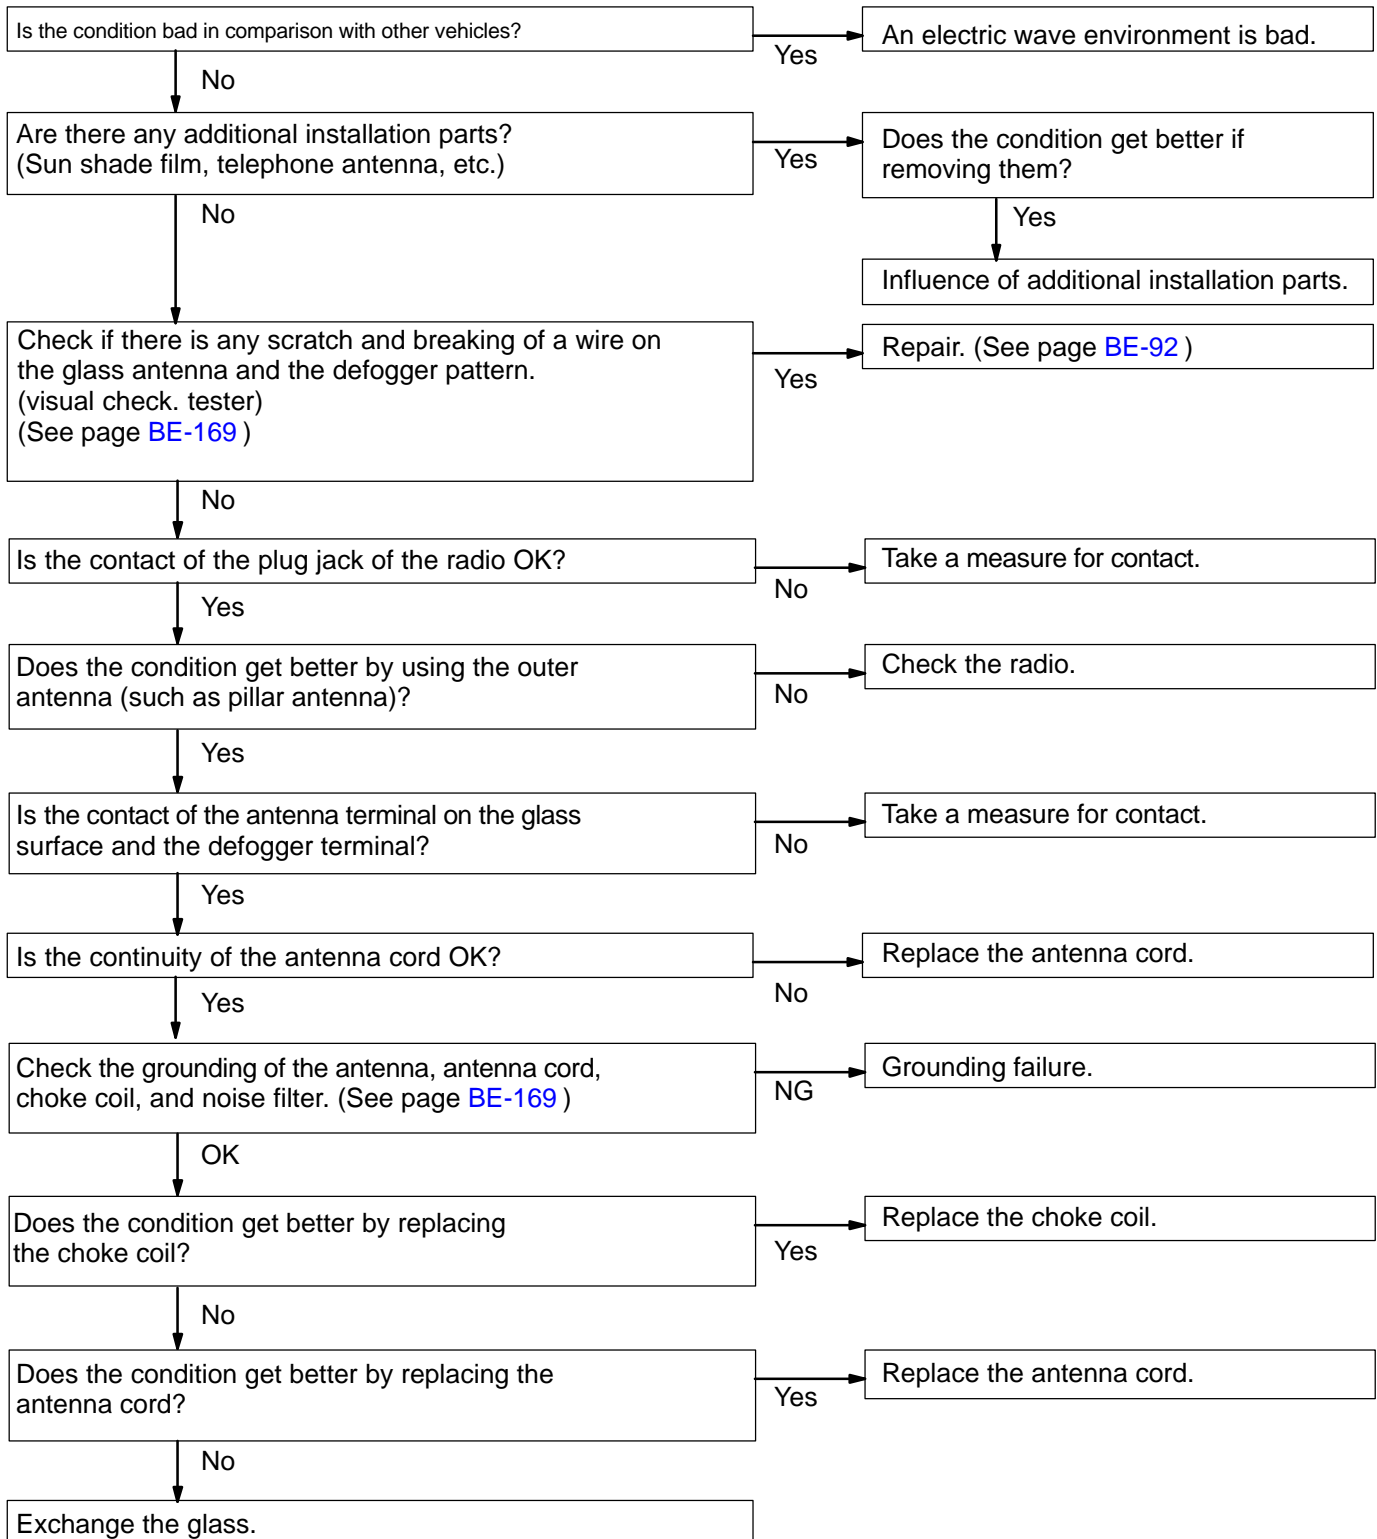 Is the condition bad in comparison with other vehicles?
Yes
An electric wave environment is bad.
No
Are there any additional installation parts?
(Sun shade film, telephone antenna, etc.)
Yes
Does the condition get better if
removing them?
No
Yes
Influence of additional installation parts.
Check if there is any scratch and breaking of a wire on
the glass antenna and the defogger pattern.
(visual check. tester)
(See page BE-169 )
Yes
Repair. (See page BE-92 )
No
Is the contact of the plug jack of the radio OK?
No
Take a measure for contact.
Yes
Does the condition get better by using the outer
antenna (such as pillar antenna)?
No
Check the radio.
Yes
Is the contact of the antenna terminal on the glass
surface and the defogger terminal?
No
Take a measure for contact.
Yes
Is the continuity of the antenna cord OK?
No
Replace the antenna cord.
Yes
Check the grounding of the antenna, antenna cord,
choke coil, and noise filter. (See page BE-169 )
NG
Grounding failure.
OK
Does the condition get better by replacing
the choke coil?
Yes
Replace the choke coil.
No
Does the condition get better by replacing the
antenna cord?
Yes
Replace the antenna cord.
No
Exchange the glass.